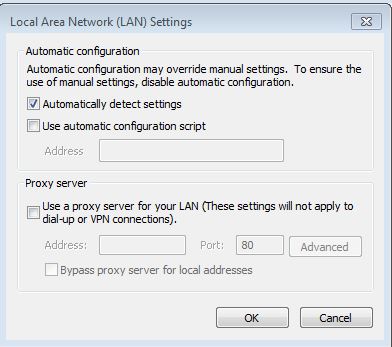 Local Area Network (LAN) Settings
Automatic configuration
Automatic configuration may override manual settings. To ensure the
use of manual settings, disable automatic configuration.
Automatically detect settings
Use automatic configuration script
Address
Proxy server
Use a proxy server for your LAN (These settings will not apply to
dial-up or VPN connections).
Address: Port: 80 Advanced
Bypass proxy server for local addresses
OK Cancel